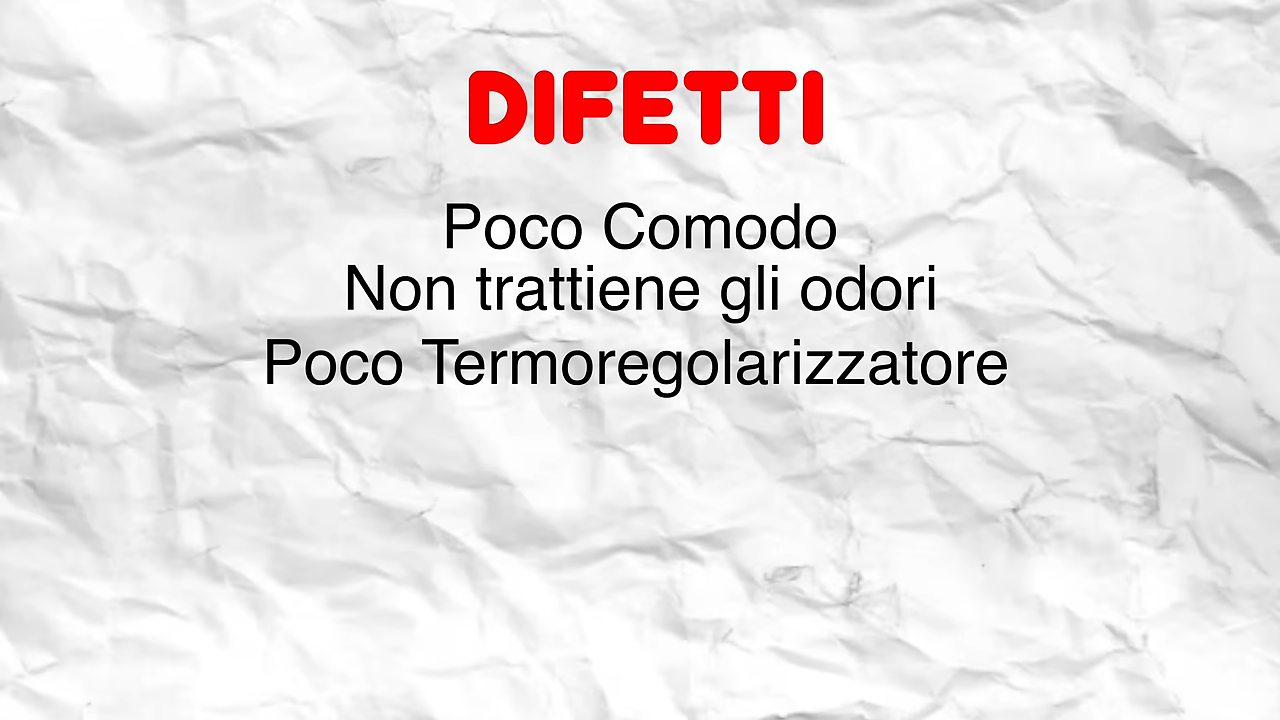 DIFETTI
Poco Comodo
Non trattiene gli odori
Poco Termoregolarizzatore